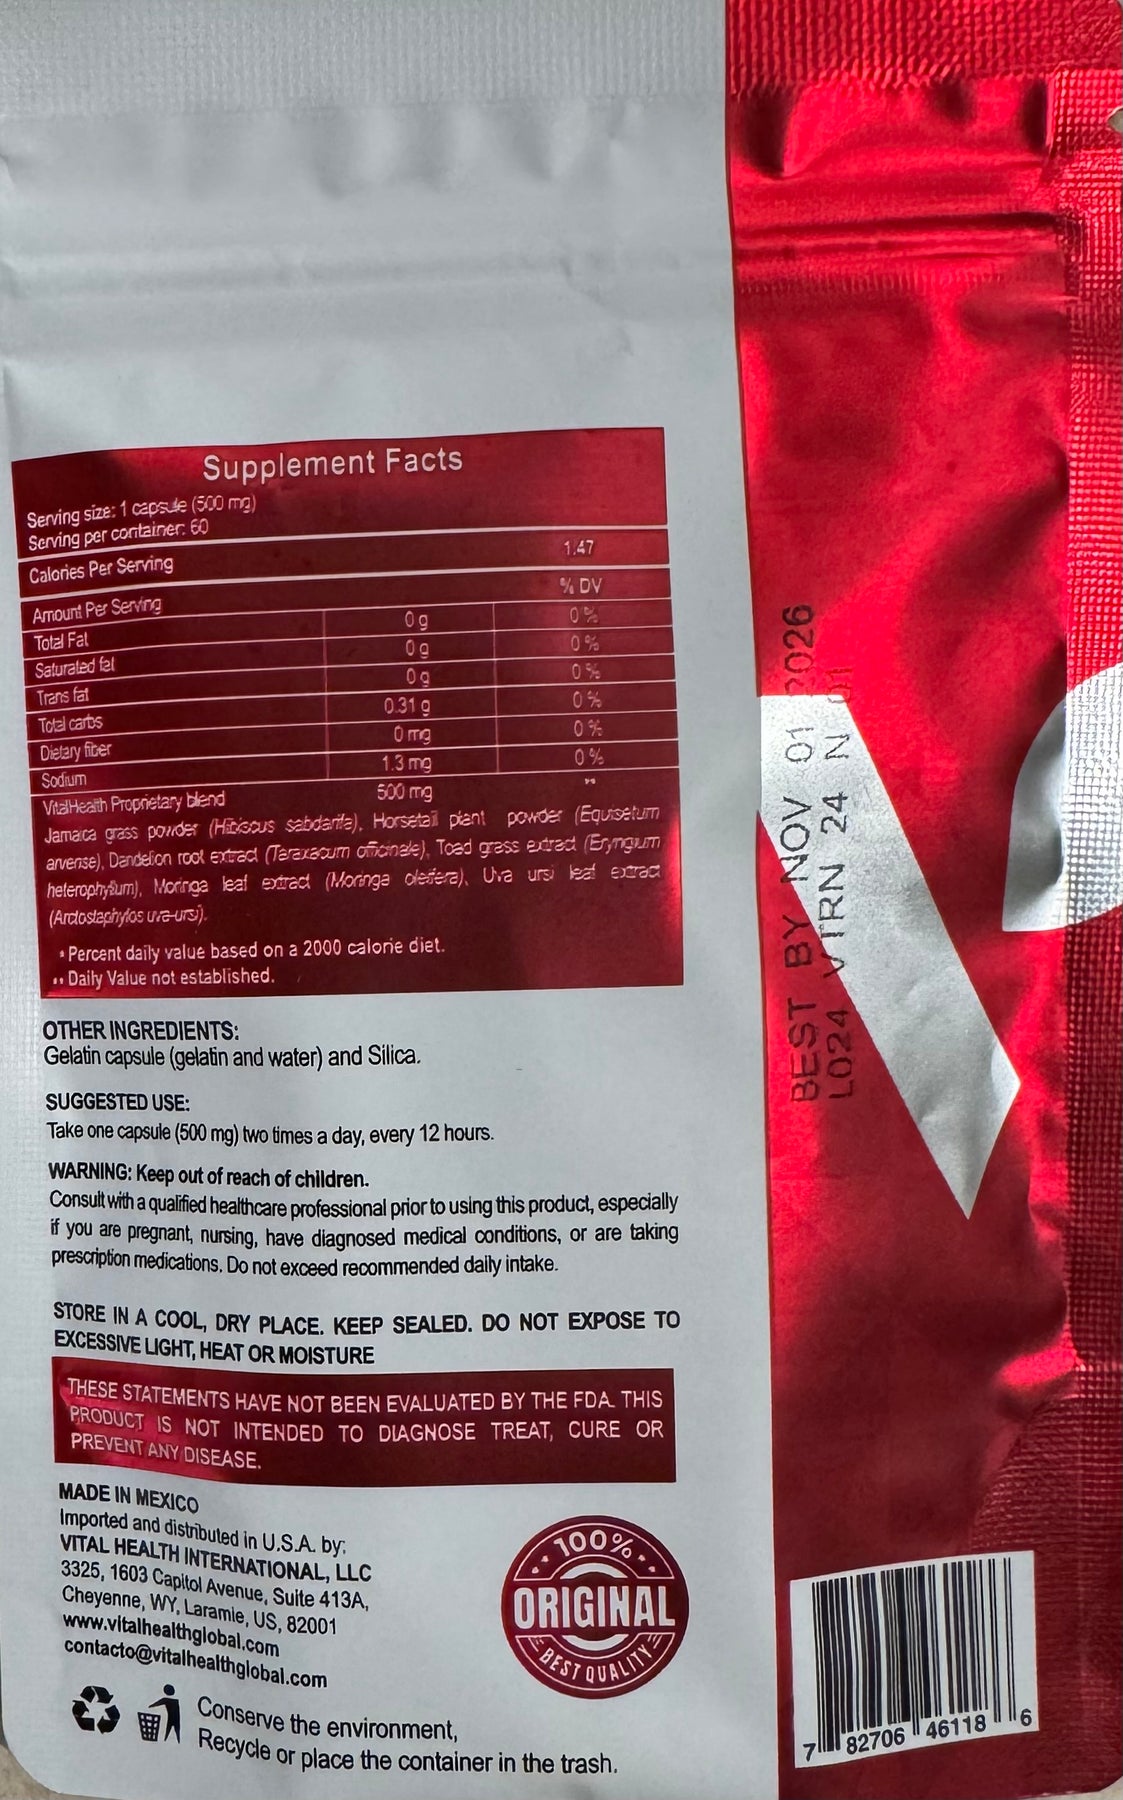 Supplement Facts
Serving size: 1 capsule (500 mg)
Serving per container: 60
Calories Per Serving 1.47
Amount Per Serving % DV
Total Fat 0 g 0 %
Saturated fat 0 g 0 %
Trans fat 0 g 0 %
Total carbs 0.31 g 0 %
Dietary fiber 0 mg 0 %
Sodium 1.3 mg 0 %
VitalHealth Proprietary blend 500 mg **
Jamaica grass powder (Hibiscus sabdariffa), Horsetail plant powder (Equisetum
arvense), Dandelion root extract (Taraxacum officinale), Toad grass extract (Eryngium
heterophyllum), Moringa leaf extract (Moringa oleifera), Uva ursi leaf extract
(Arctostaphylos uva-ursi).
* Percent daily value based on a 2000 calorie diet.
** Daily Value not established.
OTHER INGREDIENTS:
Gelatin capsule (gelatin and water) and Silica.
SUGGESTED USE:
Take one capsule (500 mg) two times a day, every 12 hours.
WARNING: Keep out of reach of children.
Consult with a qualified healthcare professional prior to using this product, especially
if you are pregnant, nursing, have diagnosed medical conditions, or are taking
prescription medications. Do not exceed recommended daily intake.
STORE IN A COOL, DRY PLACE. KEEP SEALED. DO NOT EXPOSE TO
EXCESSIVE LIGHT, HEAT OR MOISTURE
THESE STATEMENTS HAVE NOT BEEN EVALUATED BY THE FDA. THIS
PRODUCT IS NOT INTENDED TO DIAGNOSE TREAT, CURE OR
PREVENT ANY DISEASE.
MADE IN MEXICO
Imported and distributed in U.S.A. by:
VITAL HEALTH INTERNATIONAL, LLC
3325, 1603 Capitol Avenue, Suite 413A,
Cheyenne, WY, Laramie, US, 82001
www.vitalhealthglobal.com
contacto@vitalhealthglobal.com
100%
ORIGINAL
BEST QUALITY
Conserve the environment,
Recycle or place the container in the trash.
BEST BY NOV 01 2026
L024 VTRN 24 N 01
7 82706 46118 6